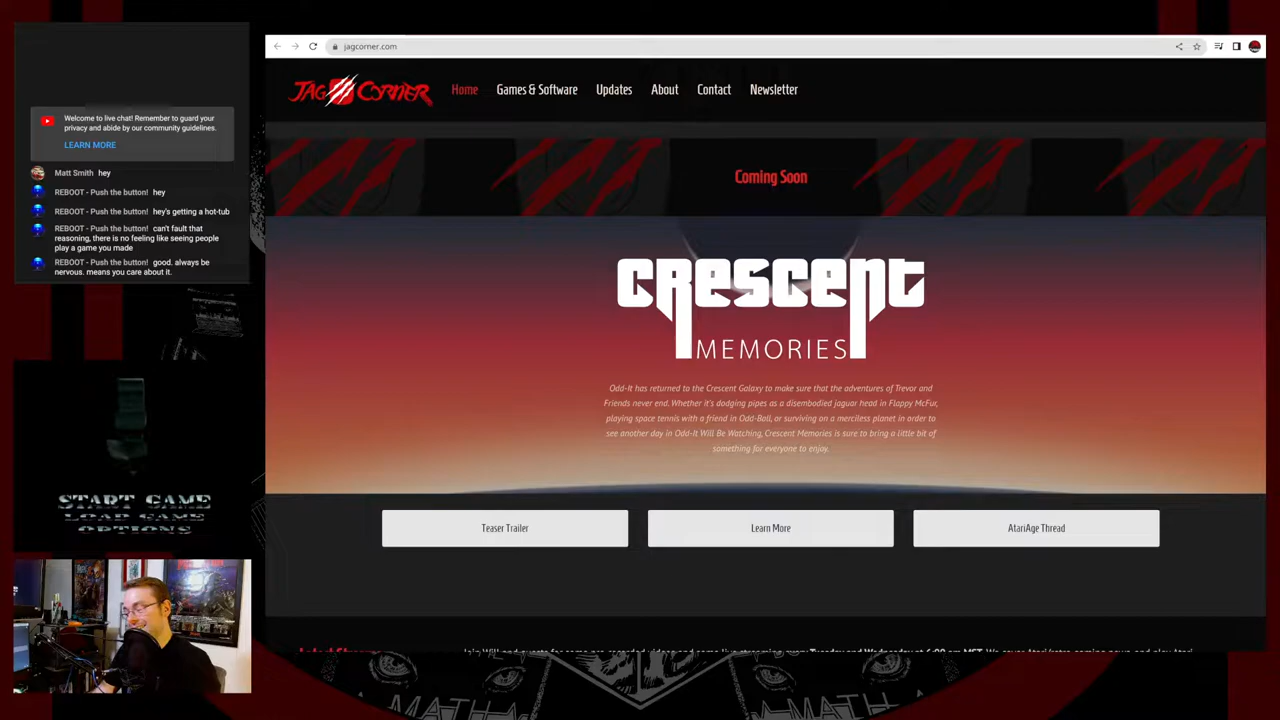 Welcome to live chat! Remember to guard your
privacy and abide by our community guidelines.
LEARN MORE
Matt Smith hey
REBOOT - Push the button! hey
REBOOT - Push the button! hey's getting a hot-tub
REBOOT - Push the button! can't fault that
reasoning, there is no feeling like seeing people
play a game you made
REBOOT - Push the button! good. always be
nervous. means you care about it.
START GAME
LOAD GAME
OPTIONS
jagcorner.com
JAG CORNER
Home Games & Software Updates About Contact Newsletter
Coming Soon
crescent
MEMORIES
Odd-It has returned to the Crescent Galaxy to make sure that the adventures of Trevor and
Friends never end. Whether it's dodging pipes as a disembodied jaguar head in Flappy McFur,
playing space tennis with a friend in Odd-Ball, or surviving on a merciless planet in order to
see another day in Odd-It Will Be Watching, Crescent Memories is sure to bring a little bit of
something for everyone to enjoy.
Teaser Trailer
Learn More
AtariAge Thread